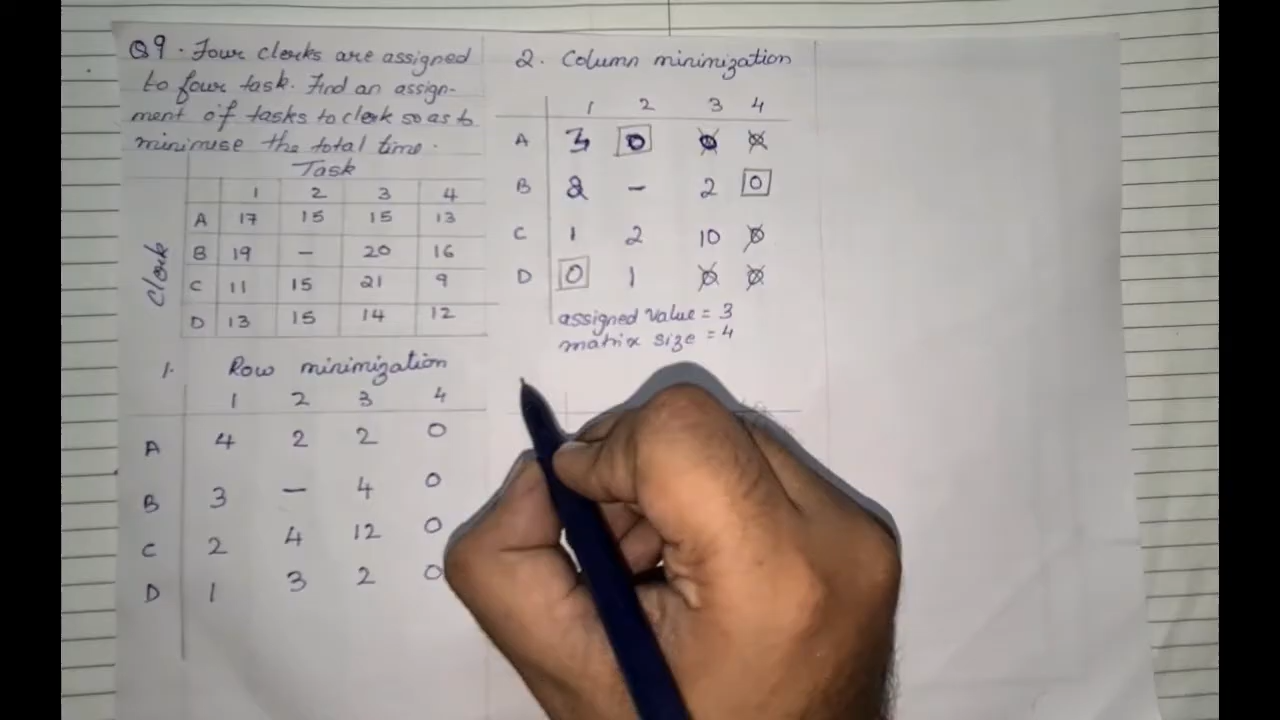 Q9. Four clerks are assigned
to four task. Find an assign-
ment of tasks to clerk so as to
minimise the total time.
Task
1 2 3 4
A 17 15 15 13
B 19 - 20 16
C 11 15 21 9
D 13 15 14 12
Clerk
1. Row minimization
1 2 3 4
A 4 2 2 0
B 3 - 4 0
C 2 4 12 0
D 1 3 2 0
2. Column minimization
1 2 3 4
A 3 0 0 0
B 2 - 2 0
C 1 2 10 0
D 0 1 0 0
assigned value = 3
matrix size = 4